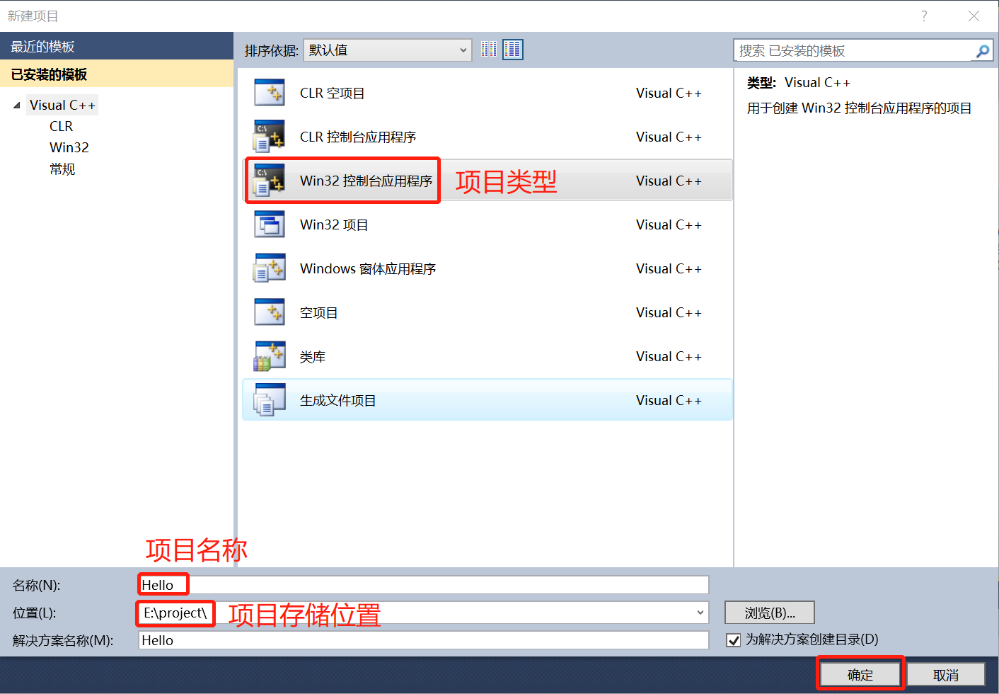 新建项目
最近的模板
已安装的模板
Visual C++
CLR
Win32
常规
排序依据: 默认值
搜索 已安装的模板
CLR 空项目 Visual C++
CLR 控制台应用程序 Visual C++
Win32 控制台应用程序 项目类型 Visual C++
Win32 项目 Visual C++
Windows 窗体应用程序 Visual C++
空项目 Visual C++
类库 Visual C++
生成文件项目 Visual C++
类型: Visual C++
用于创建 Win32 控制台应用程序的项目
项目名称
名称(N): Hello
位置(L): E:\project\ 项目存储位置 浏览(B)...
解决方案名称(M): Hello 为解决方案创建目录(D)
确定 取消